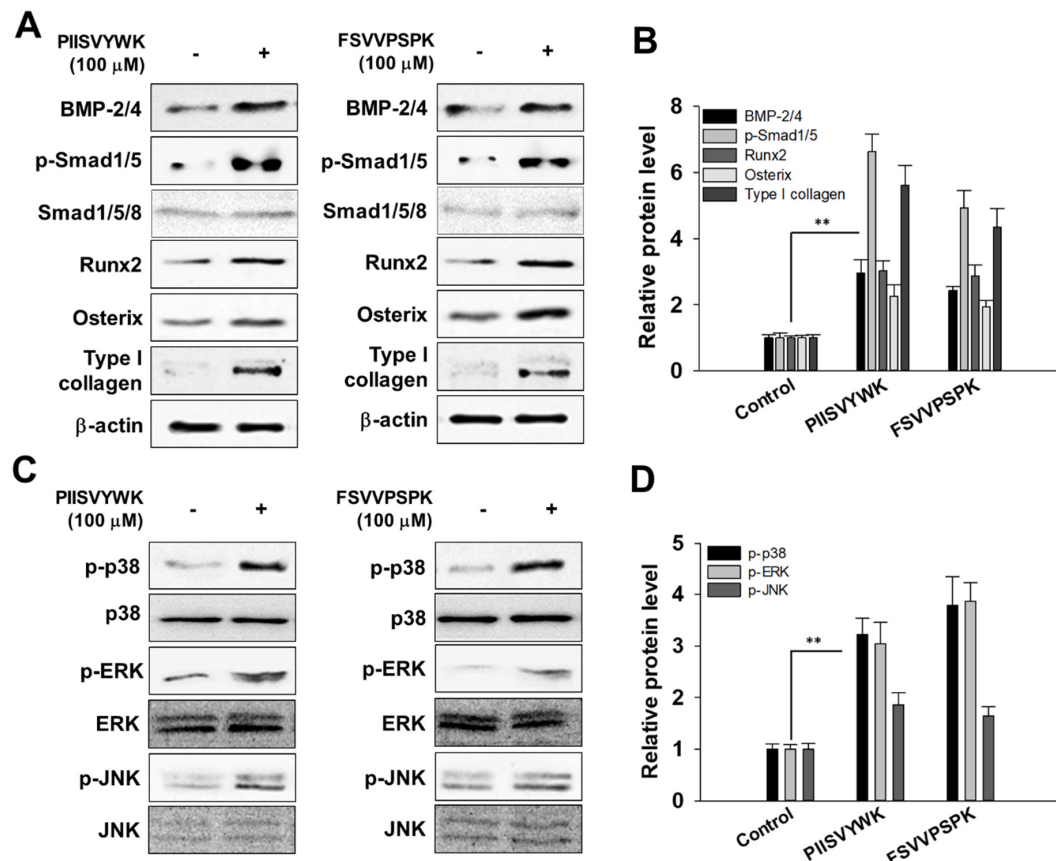 A
PIISVYWK
(100 μM)
- +
BMP-2/4
p-Smad1/5
Smad1/5/8
Runx2
Osterix
Type I
collagen
β-actin
FSVVPSPK
(100 μM)
- +
BMP-2/4
p-Smad1/5
Smad1/5/8
Runx2
Osterix
Type I
collagen
β-actin
B
Relative protein level
8
6
4
2
0
BMP-2/4
p-Smad1/5
Runx2
Osterix
Type I collagen
**
Control
PIISVYWK
FSVVPSPK
C
PIISVYWK
(100 μM)
- +
p-p38
p38
p-ERK
ERK
p-JNK
JNK
FSVVPSPK
(100 μM)
- +
p-p38
p38
p-ERK
ERK
p-JNK
JNK
D
Relative protein level
5
4
3
2
1
0
p-p38
p-ERK
p-JNK
**
Control
PIISVYWK
FSVVPSPK